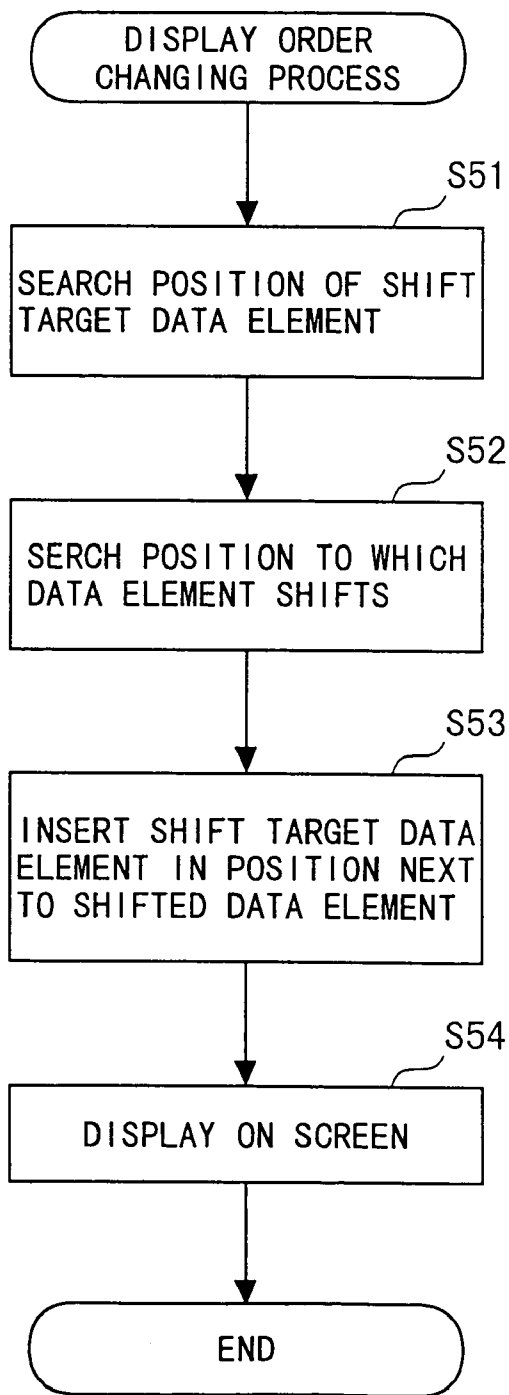 DISPLAY ORDER
CHANGING PROCESS
S51
SEARCH POSITION OF SHIFT
TARGET DATA ELEMENT
S52
SERCH POSITION TO WHICH
DATA ELEMENT SHIFTS
S53
INSERT SHIFT TARGET DATA
ELEMENT IN POSITION NEXT
TO SHIFTED DATA ELEMENT
S54
DISPLAY ON SCREEN
END